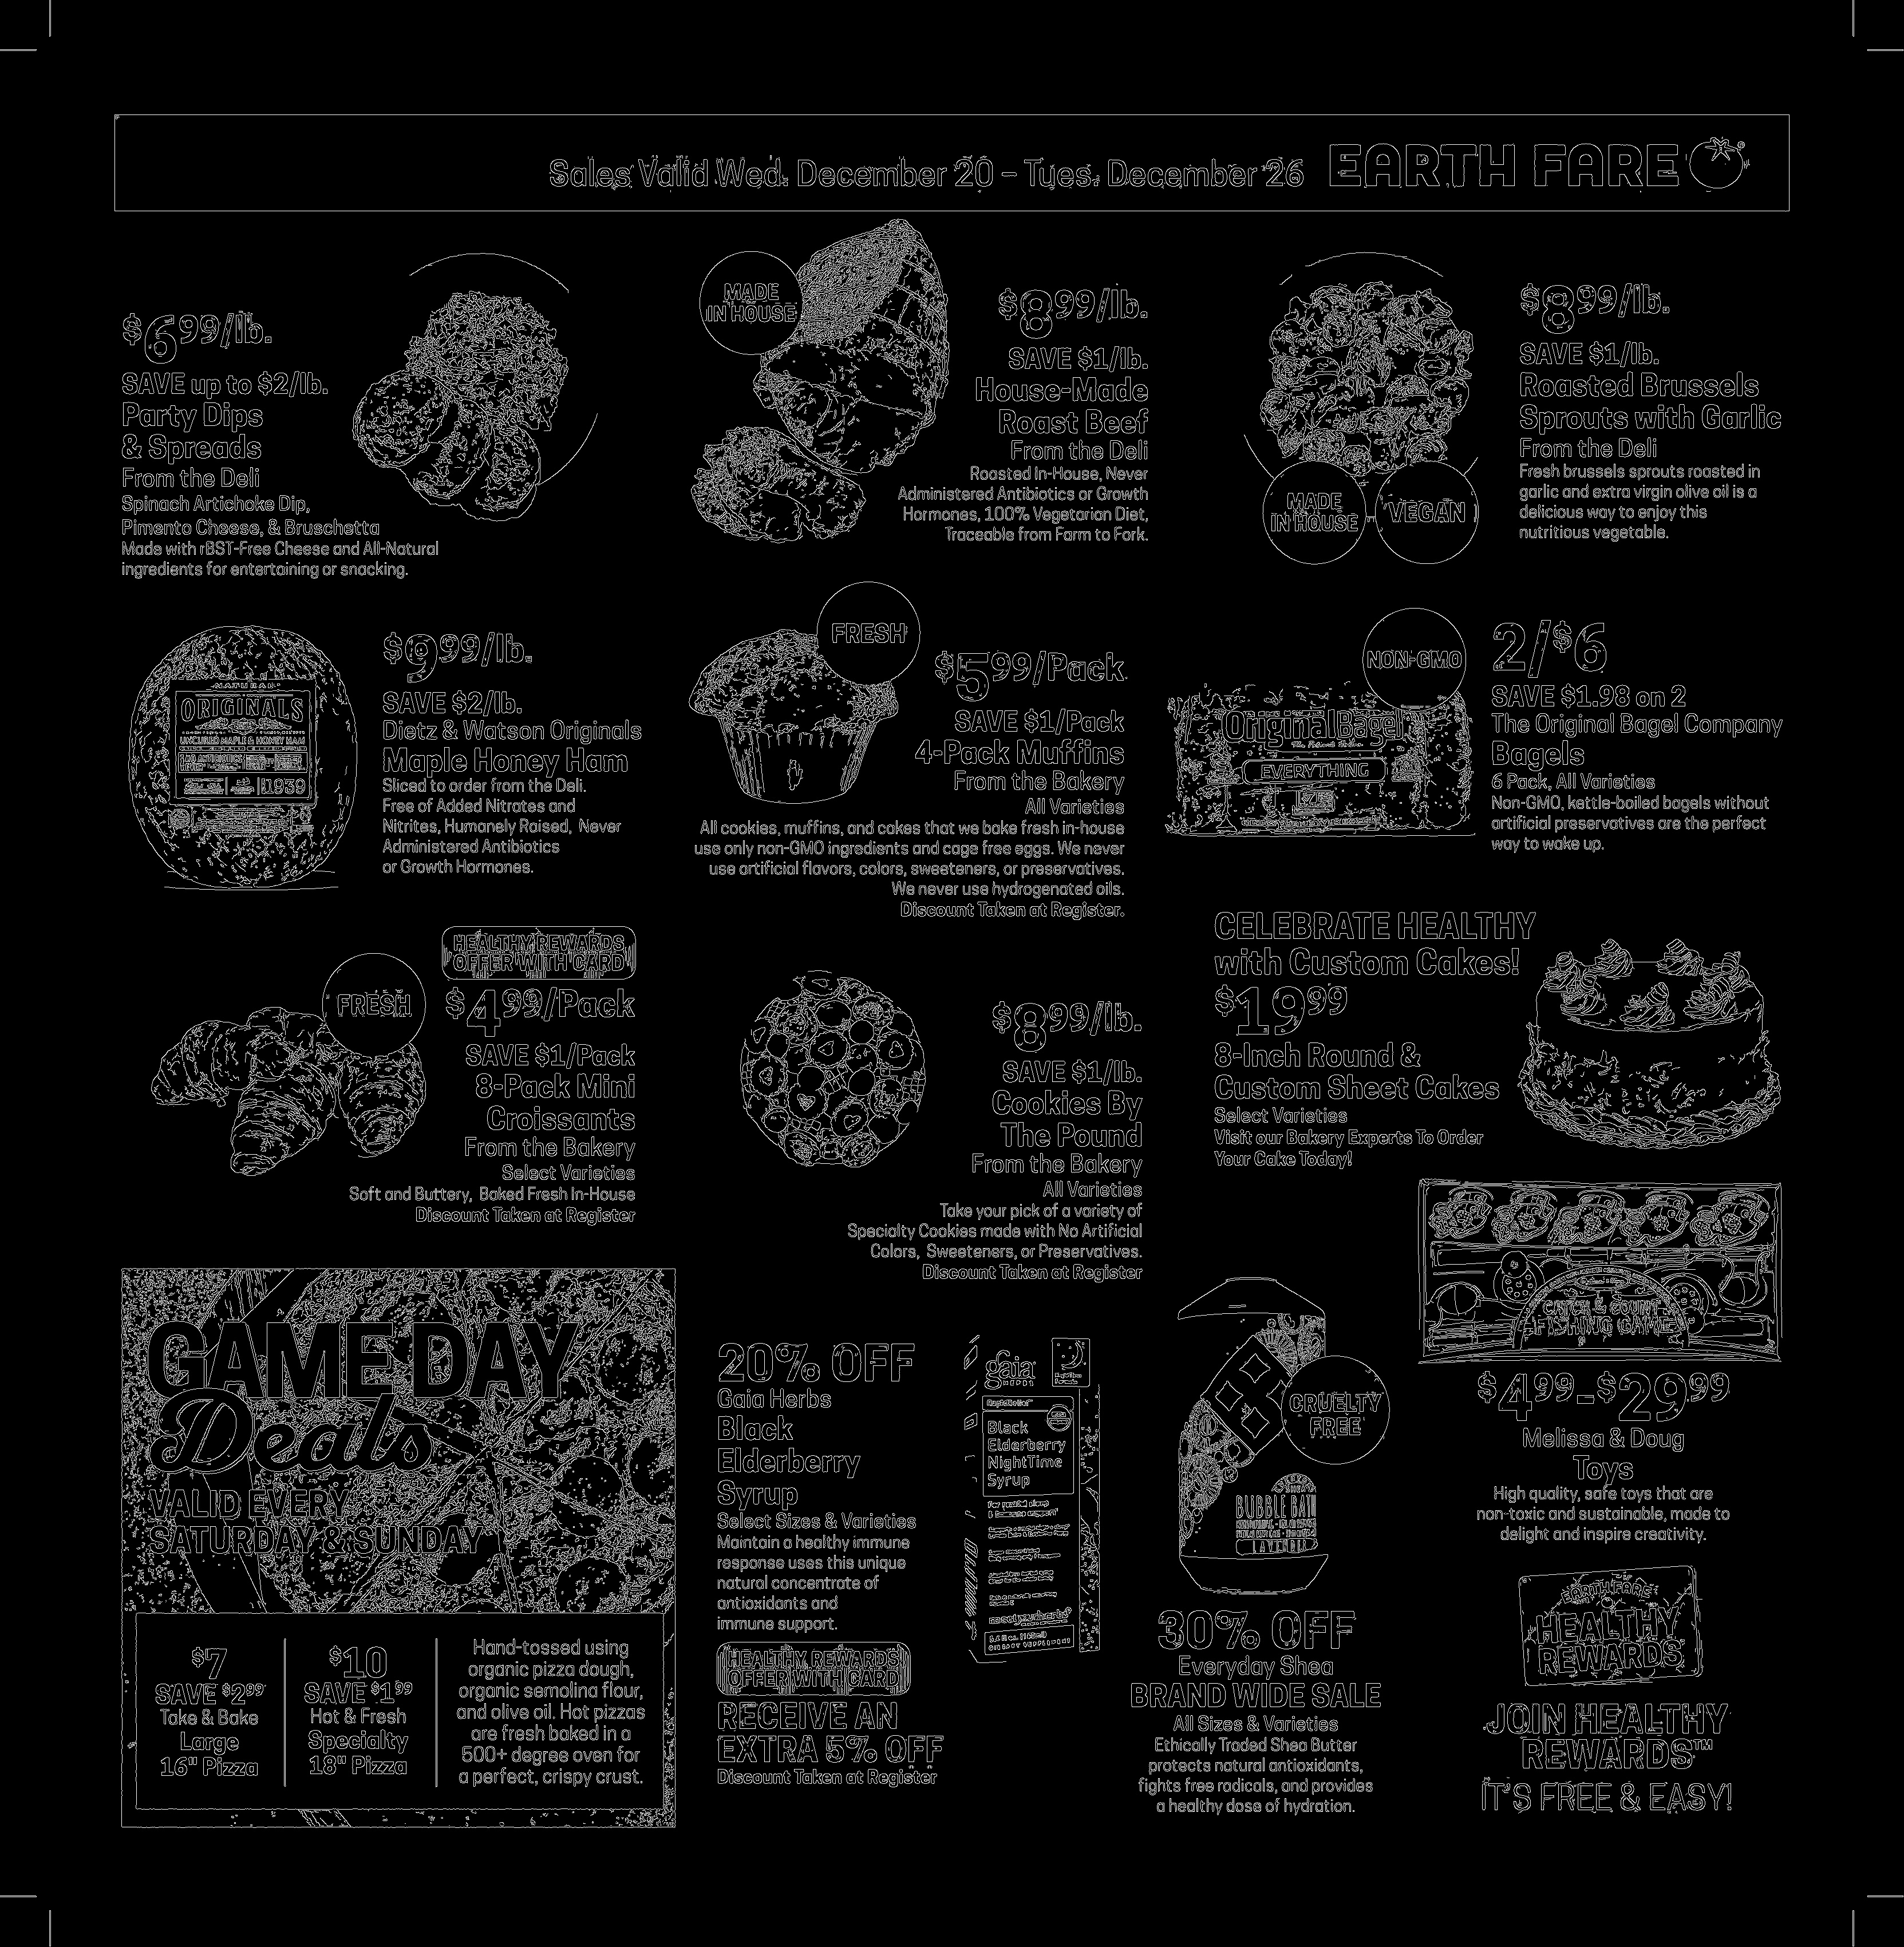 Sales Valid Wed. December 20 – Tues. December 26 EARTH FARE
$6.99/lb.
SAVE up to $2/lb.
Party Dips
& Spreads
From the Deli
Spinach Artichoke Dip,
Pimento Cheese, & Bruschetta
Made with rBST-Free Cheese and All-Natural
ingredients for entertaining or snacking.
MADE
IN HOUSE
$8.99/lb.
SAVE $1/lb.
House-Made
Roast Beef
From the Deli
Roasted In-House, Never
Administered Antibiotics or Growth
Hormones, 100% Vegetarian Diet,
Traceable from Farm to Fork.
MADE
IN HOUSE
VEGAN
$8.99/lb.
SAVE $1/lb.
Roasted Brussels
Sprouts with Garlic
From the Deli
Fresh brussels sprouts roasted in
garlic and extra virgin olive oil is a
delicious way to enjoy this
nutritious vegetable.
ORIGINALS
UNCURED MAPLE & HONEY HAM
NO ANTIBIOTICS
1939
$9.99/lb.
SAVE $2/lb.
Dietz & Watson Originals
Maple Honey Ham
Sliced to order from the Deli.
Free of Added Nitrates and
Nitrites, Humanely Raised, Never
Administered Antibiotics
or Growth Hormones.
FRESH
$5.99/Pack
SAVE $1/Pack
4-Pack Muffins
From the Bakery
All Varieties
All cookies, muffins, and cakes that we bake fresh in-house
use only non-GMO ingredients and cage free eggs. We never
use artificial flavors, colors, sweeteners, or preservatives.
We never use hydrogenated oils.
Discount Taken at Register.
NON-GMO
Original Bagel
EVERYTHING
2/$6
SAVE $1.98 on 2
The Original Bagel Company
Bagels
6 Pack, All Varieties
Non-GMO, kettle-boiled bagels without
artificial preservatives are the perfect
way to wake up.
HEALTHY REWARDS
OFFER WITH CARD
FRESH
$4.99/Pack
SAVE $1/Pack
8-Pack Mini
Croissants
From the Bakery
Select Varieties
Soft and Buttery, Baked Fresh In-House
Discount Taken at Register
$8.99/lb.
SAVE $1/lb.
Cookies By
The Pound
From the Bakery
All Varieties
Take your pick of a variety of
Specialty Cookies made with No Artificial
Colors, Sweeteners, or Preservatives.
Discount Taken at Register
CELEBRATE HEALTHY
with Custom Cakes!
$19.99
8-Inch Round &
Custom Sheet Cakes
Select Varieties
Visit our Bakery Experts To Order
Your Cake Today!
GAME DAY
Deals
VALID EVERY
SATURDAY & SUNDAY
$7
SAVE $2.99
Take & Bake
Large
16" Pizza
$10
SAVE $1.99
Hot & Fresh
Specialty
18" Pizza
Hand-tossed using
organic pizza dough,
organic semolina flour,
and olive oil. Hot pizzas
are fresh baked in a
500+ degree oven for
a perfect, crispy crust.
20% OFF
Gaia Herbs
Black
Elderberry
Syrup
Select Sizes & Varieties
Maintain a healthy immune
response uses this unique
natural concentrate of
antioxidants and
immune support.
HEALTHY REWARDS
OFFER WITH CARD
RECEIVE AN
EXTRA 5% OFF
Discount Taken at Register
gaia
HERBS
Black
Elderberry
NightTime
Syrup
CRUELTY
FREE
BUBBLE BATH
LAVENDER
30% OFF
Everyday Shea
BRAND WIDE SALE
All Sizes & Varieties
Ethically Traded Shea Butter
protects natural antioxidants,
fights free radicals, and provides
a healthy dose of hydration.
CATCH & COUNT
FISHING GAME
$4.99-$29.99
Melissa & Doug
Toys
High quality, safe toys that are
non-toxic and sustainable, made to
delight and inspire creativity.
EARTH FARE
HEALTHY
REWARDS
JOIN HEALTHY
REWARDS™
IT'S FREE & EASY!